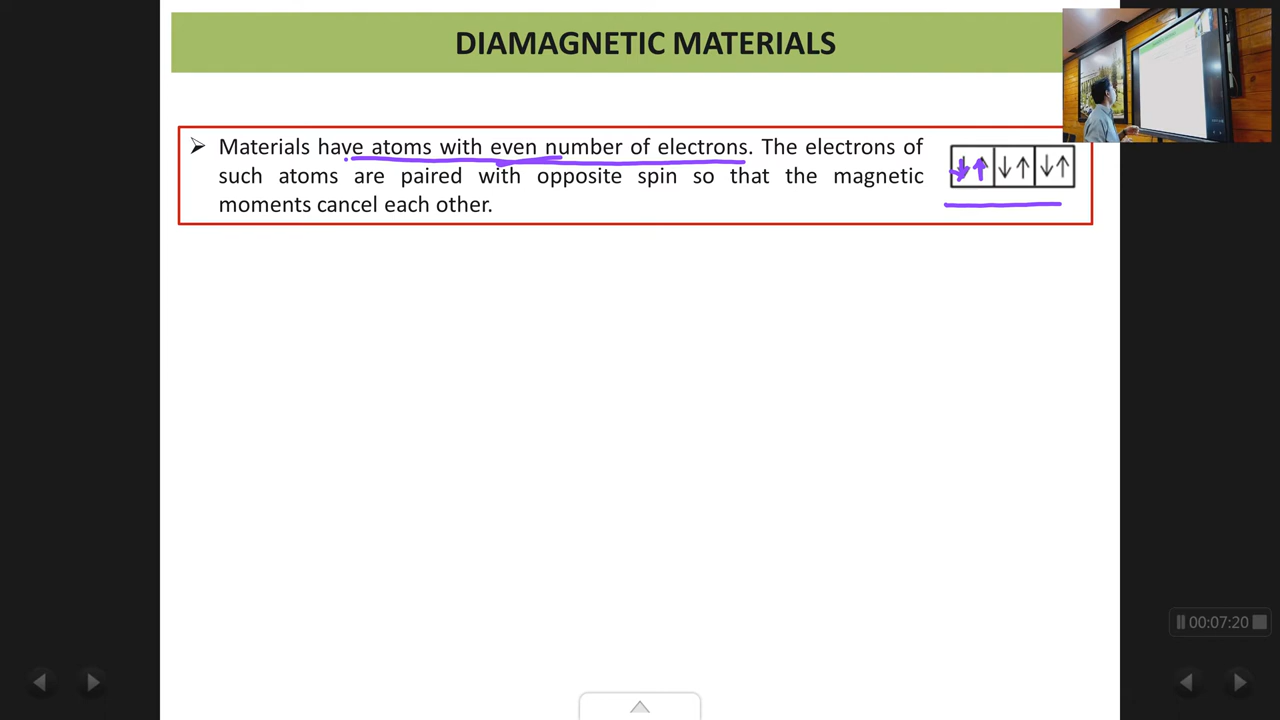 DIAMAGNETIC MATERIALS
➢ Materials have atoms with even number of electrons. The electrons of
such atoms are paired with opposite spin so that the magnetic
moments cancel each other.
↓↑ ↓↑ ↓↑
00:07:20